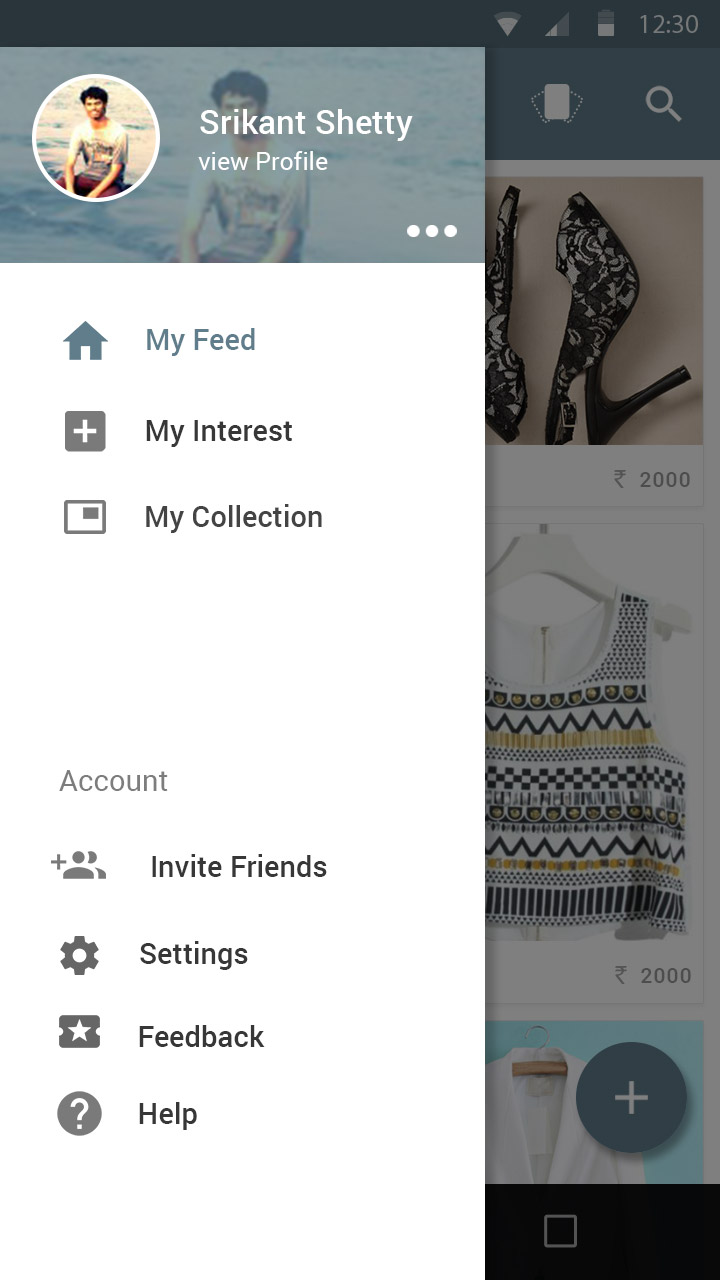 12:30
Srikant Shetty
view Profile
My Feed
My Interest
My Collection
₹ 2000
₹ 2000
Account
Invite Friends
Settings
Feedback
Help